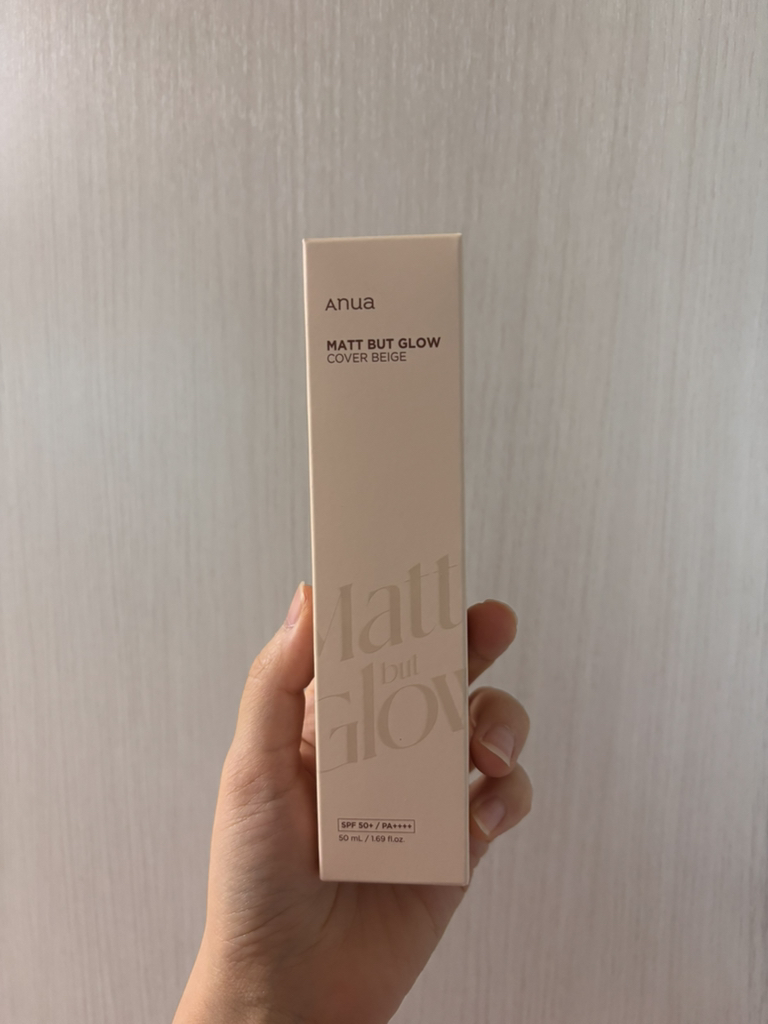 Anua
MATT BUT GLOW
COVER BEIGE
Matt
but
Glow
SPF 50+ / PA++++
50 mL / 1.69 fl.oz.